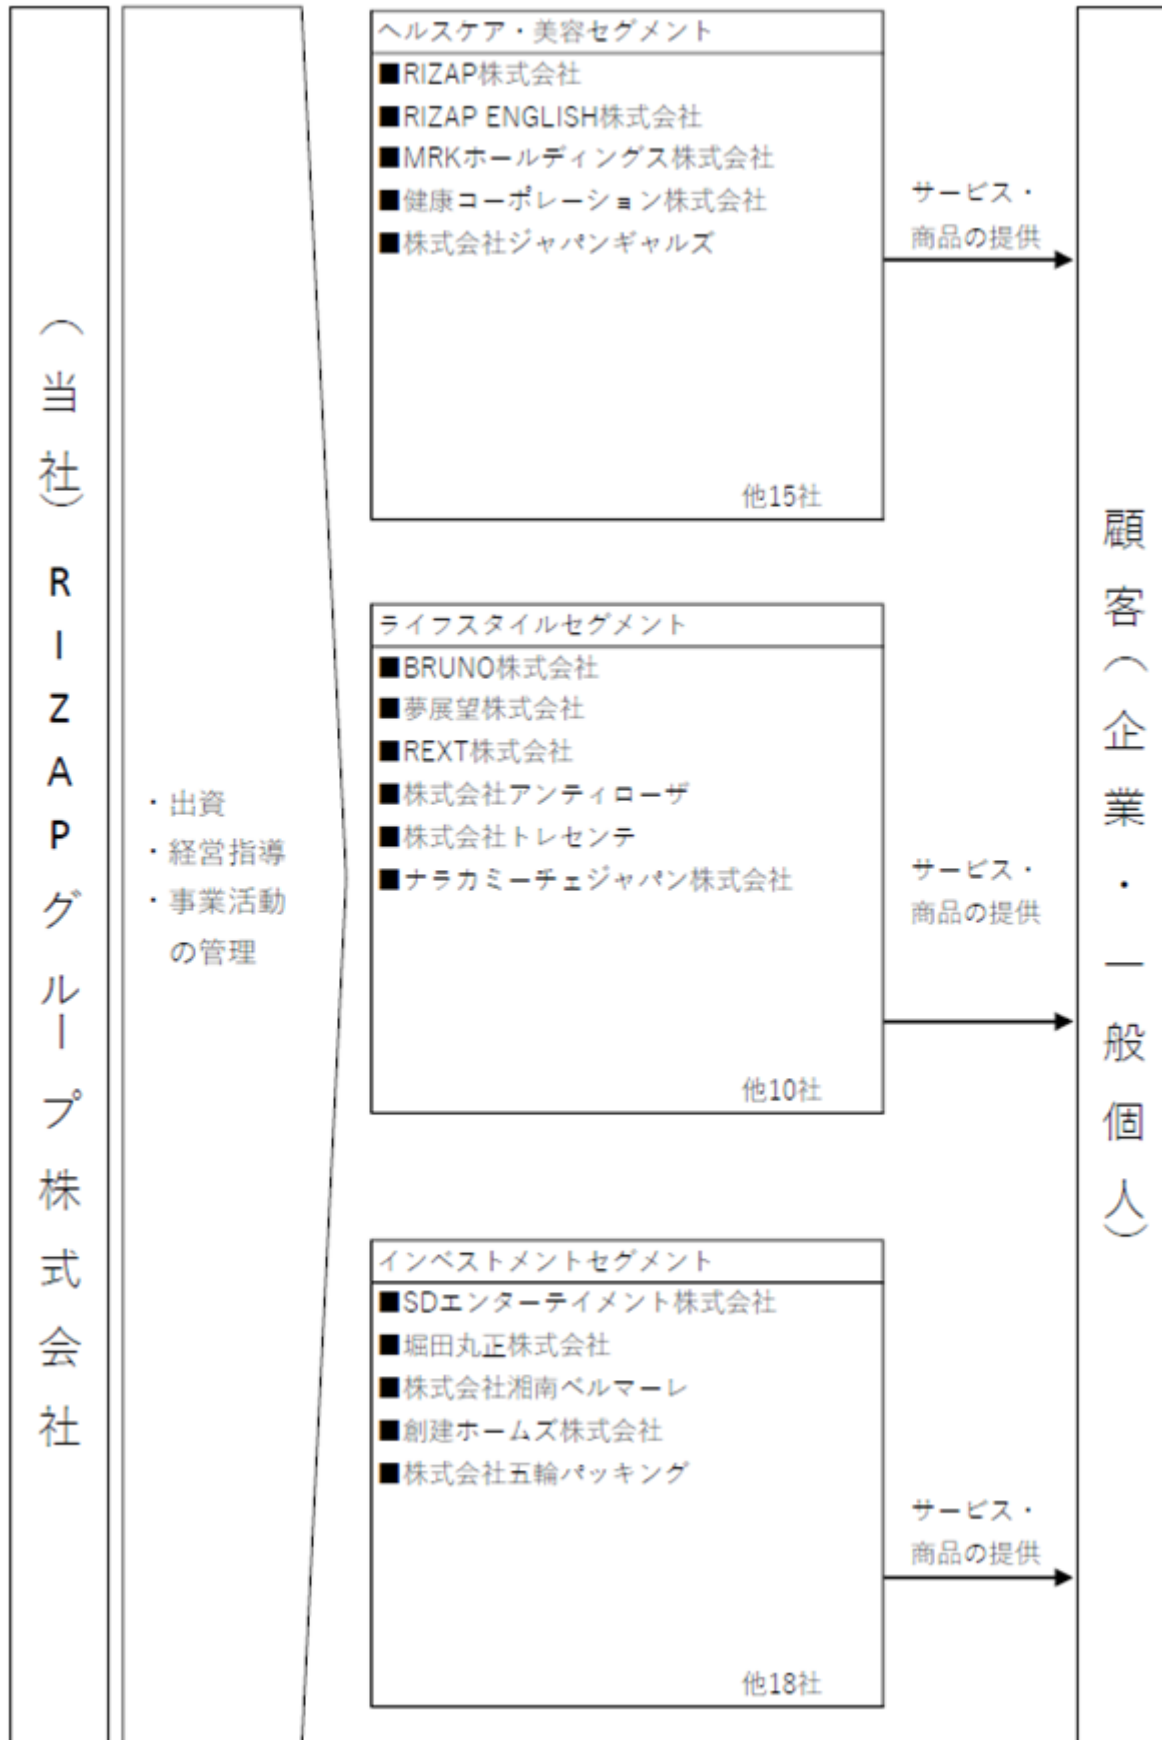 （当社）RIZAPグループ株式会社
・出資
・経営指導
・事業活動
の管理
ヘルスケア・美容セグメント
■RIZAP株式会社
■RIZAP ENGLISH株式会社
■MRKホールディングス株式会社
■健康コーポレーション株式会社
■株式会社ジャパンギャルズ
他15社
サービス・
商品の提供
ライフスタイルセグメント
■BRUNO株式会社
■夢展望株式会社
■REXT株式会社
■株式会社アンティローザ
■株式会社トレセンテ
■ナラカミーチェジャパン株式会社
他10社
サービス・
商品の提供
インベストメントセグメント
■SDエンターテイメント株式会社
■堀田丸正株式会社
■株式会社湘南ベルマーレ
■創建ホームズ株式会社
■株式会社五輪パッキング
他18社
サービス・
商品の提供
顧客（企業・一般個人）